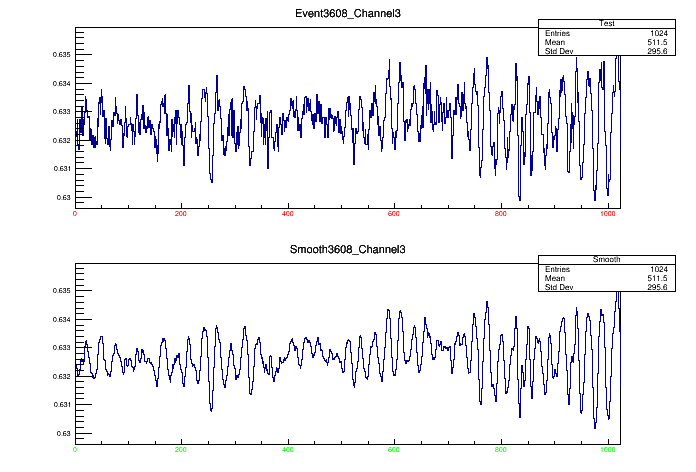 Event3608_Channel3
Test
Entries 1024
Mean 511.5
Std Dev 295.6
0.635
0.634
0.633
0.632
0.631
0.63
0 200 400 600 800 1000
Smooth3608_Channel3
Smooth
Entries 1024
Mean 511.5
Std Dev 295.6
0.635
0.634
0.633
0.632
0.631
0.63
0 200 400 600 800 1000